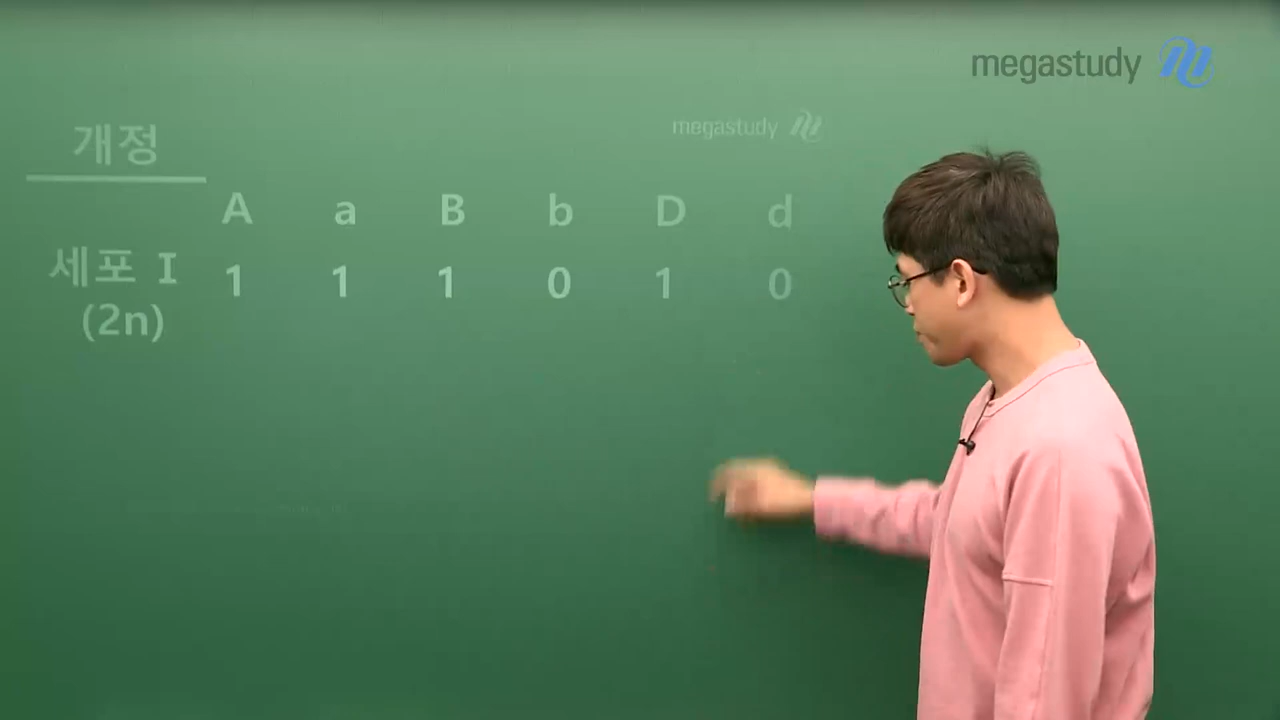 megastudy
megastudy
개정
A a B b D d
세포 I 1 1 1 0 1 0
(2n)